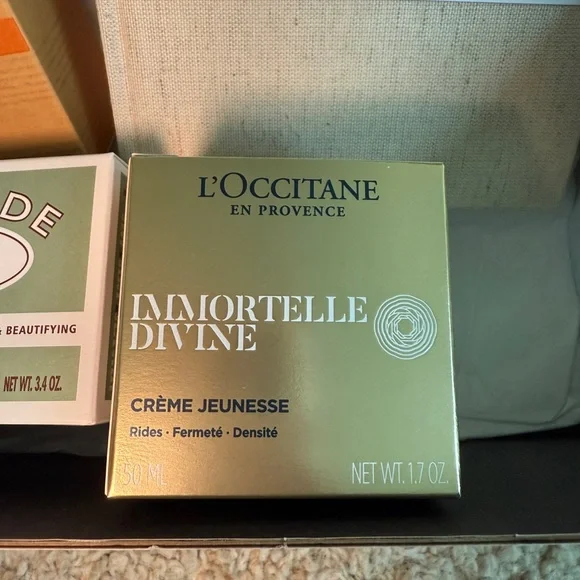 L'OCCITANE
EN PROVENCE
IMMORTELLE
DIVINE
CRÈME JEUNESSE
Rides · Fermeté · Densité
50 ML NET WT. 1.7 OZ.
DE
BEAUTIFYING
NET WT. 3.4 OZ.